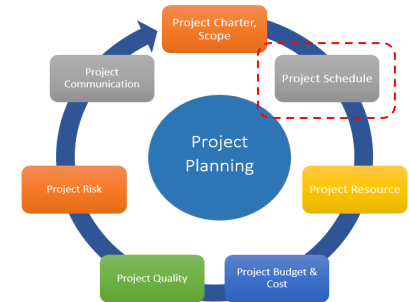 Project Charter,
Scope
Project Schedule
Project Resource
Project Budget &
Cost
Project Quality
Project Risk
Project
Communication
Project
Planning